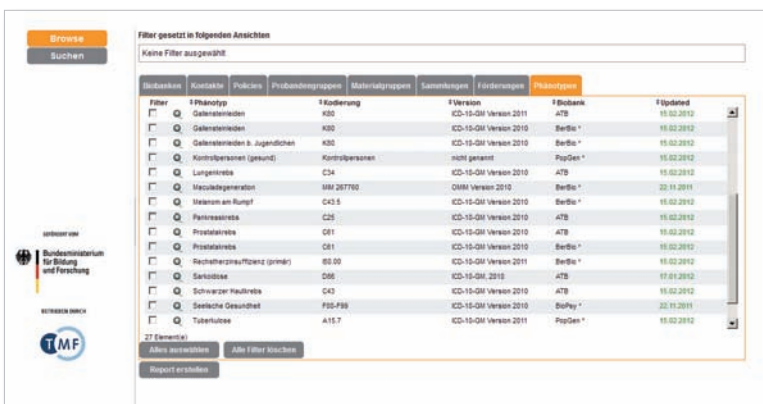 Browse
Suchen
Filter gesetzt in folgenden Ansichten
Keine Filter ausgewählt
Biobanken Kontakte Policies Probandengruppen Materialgruppen Sammlungen Förderungen Phänotypen
Filter Phänotyp Kodierung Version Biobank Updated
Gallensteinleiden K80 ICD-10-GM Version 2011 ATB 15.02.2012
Gallensteinleiden K80 ICD-10-GM Version 2010 BerBio * 15.02.2012
Gallensteinleiden b. Jugendlichen K80 ICD-10-GM Version 2010 BerBio * 15.02.2012
Kontrollpersonen (gesund) Kontrollpersonen nicht genannt PopGen * 15.02.2012
Lungenkrebs C34 ICD-10-GM Version 2010 ATB 15.02.2012
Maculadegeneration MIM 267760 OMIM Version 2010 BerBio * 22.11.2011
Melanom am Rumpf C43.5 ICD-10-GM Version 2010 BerBio * 15.02.2012
Pankreaskrebs C25 ICD-10-GM Version 2010 ATB 15.02.2012
Prostatakrebs C61 ICD-10-GM Version 2010 ATB 15.02.2012
Prostatakrebs C61 ICD-10-GM Version 2010 BerBio * 15.02.2012
Rechstherzinsuffizienz (primär) I50.00 ICD-10-GM Version 2011 BerBio * 15.02.2012
Sarkoidose D86 ICD-10-GM, 2010 ATB 17.01.2012
Schwarzer Hautkrebs C43 ICD-10-GM Version 2010 ATB 15.02.2012
Seelische Gesundheit F00-F99 ICD-10-GM Version 2010 BioPsy * 22.11.2011
Tuberkulose A15.7 ICD-10-GM Version 2011 PopGen * 15.02.2012
27 Element(e)
Alles auswählen Alle Filter löschen
Report erstellen
GEFÖRDERT VOM
Bundesministerium
für Bildung
und Forschung
BETRIEBEN DURCH
TMF